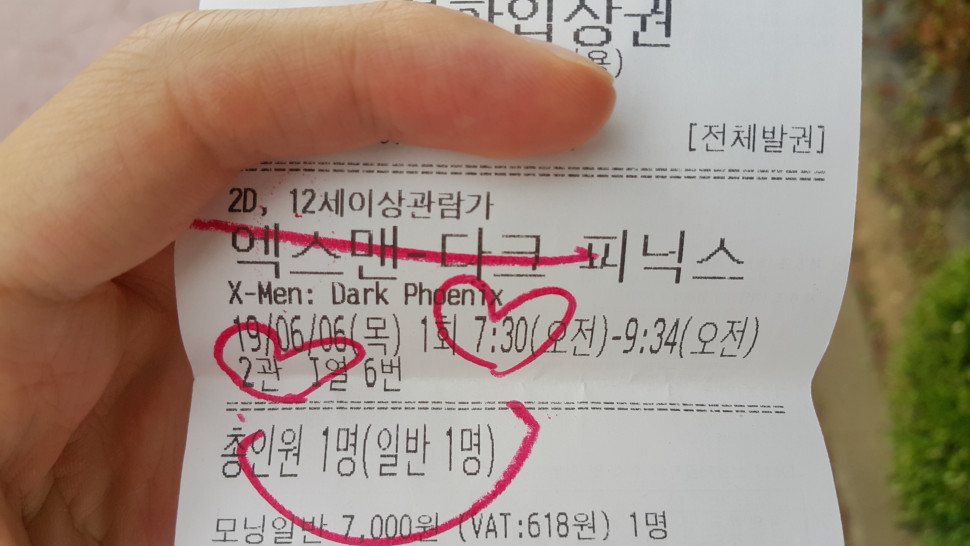 입장권
[전체발권]
2D, 12세이상관람가
엑스맨-다크 피닉스
X-Men: Dark Phoenix
19/06/06(목) 1회 7:30(오전)-9:34(오전)
2관 I열 6번
총인원 1명(일반 1명)
모닝일반 7,000원 (VAT:618원) 1명